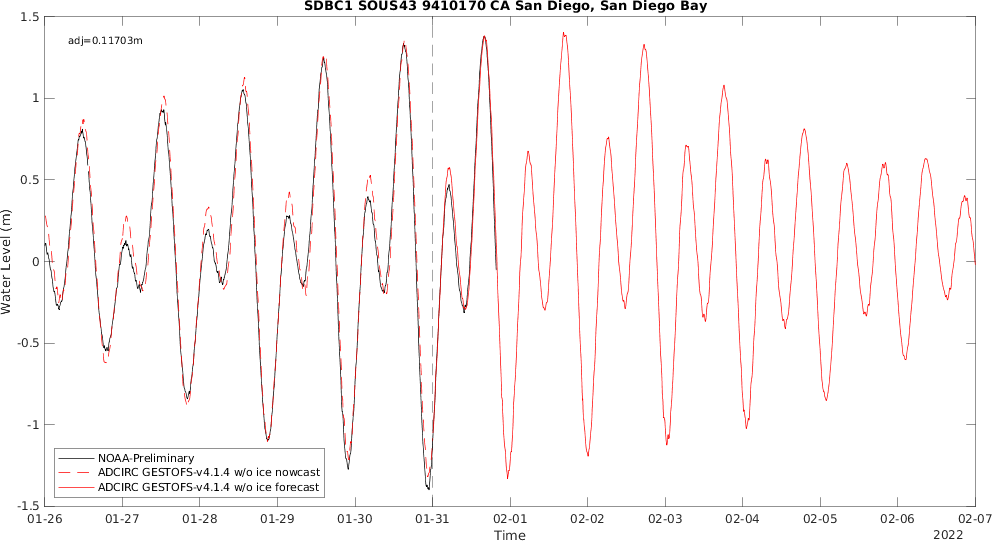 SDBC1 SOUS43 9410170 CA San Diego, San Diego Bay
adj=0.11703m
1.5
1
0.5
0
-0.5
-1
-1.5
Water Level (m)
NOAA-Preliminary
ADCIRC GESTOFS-v4.1.4 w/o ice nowcast
ADCIRC GESTOFS-v4.1.4 w/o ice forecast
01-26 01-27 01-28 01-29 01-30 01-31 02-01 02-02 02-03 02-04 02-05 02-06 02-07
Time
2022